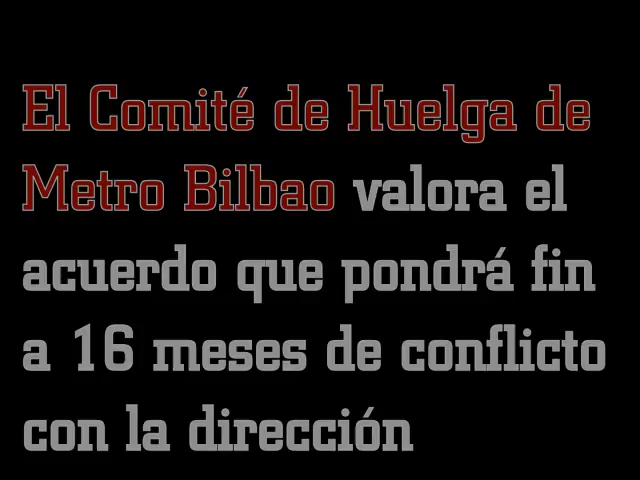 El Comité de Huelga de
Metro Bilbao valora el
acuerdo que pondrá fin
a 16 meses de conflicto
con la dirección